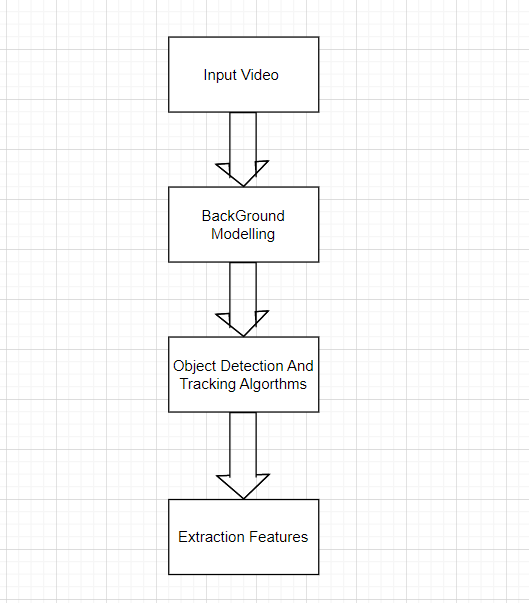 Input Video
BackGround
Modelling
Object Detection And
Tracking Algorthms
Extraction Features